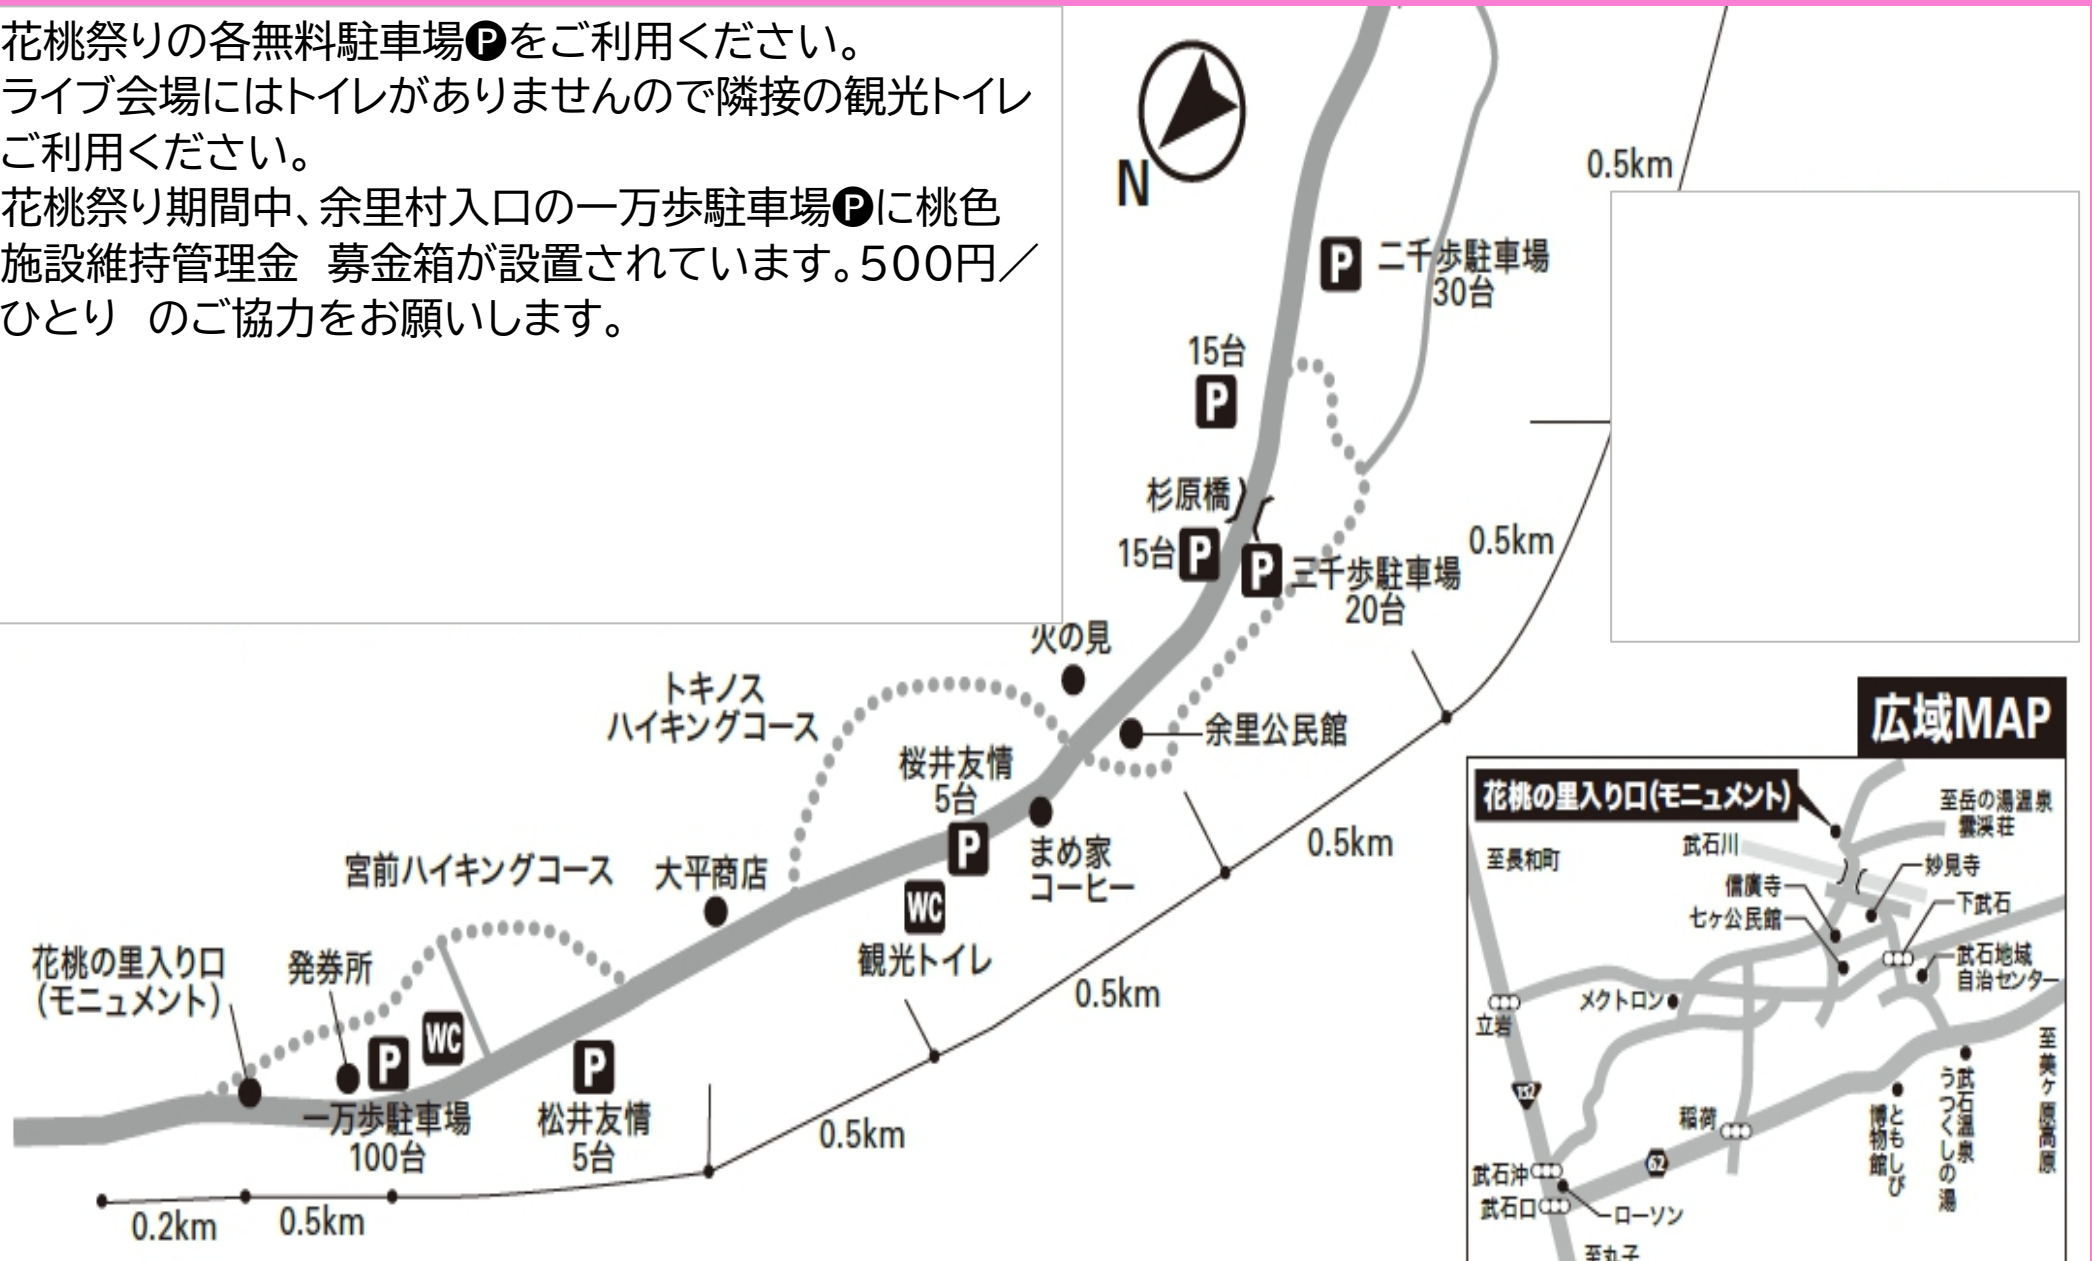 花桃祭りの各無料駐車場🅟をご利用ください。
ライブ会場にはトイレがありませんので隣接の観光トイレ
ご利用ください。
花桃祭り期間中、余里村入口の一万歩駐車場🅟に桃色
施設維持管理金　募金箱が設置されています。500円／
ひとり　のご協力をお願いします。
N
0.5km
P 二千歩駐車場
30台
15台
P
杉原橋
15台 P
P 三千歩駐車場
20台
0.5km
火の見
トキノス
ハイキングコース
余里公民館
桜井友情
5台
P
まめ家
コーヒー
0.5km
宮前ハイキングコース
大平商店
WC
観光トイレ
0.5km
花桃の里入り口
(モニュメント)
発券所
P
WC
一万歩駐車場
100台
P
松井友情
5台
0.5km
0.2km
0.5km
広域MAP
花桃の里入り口(モニュメント)
至岳の湯温泉
雲渓荘
武石川
至長和町
妙見寺
信廣寺
下武石
七ヶ公民館
武石地域
自治センター
メクトロン
立岩
至美ヶ原高原
152
武石温泉
うつくしの湯
ともしび
博物館
稲荷
62
武石沖
武石口
ローソン
至丸子